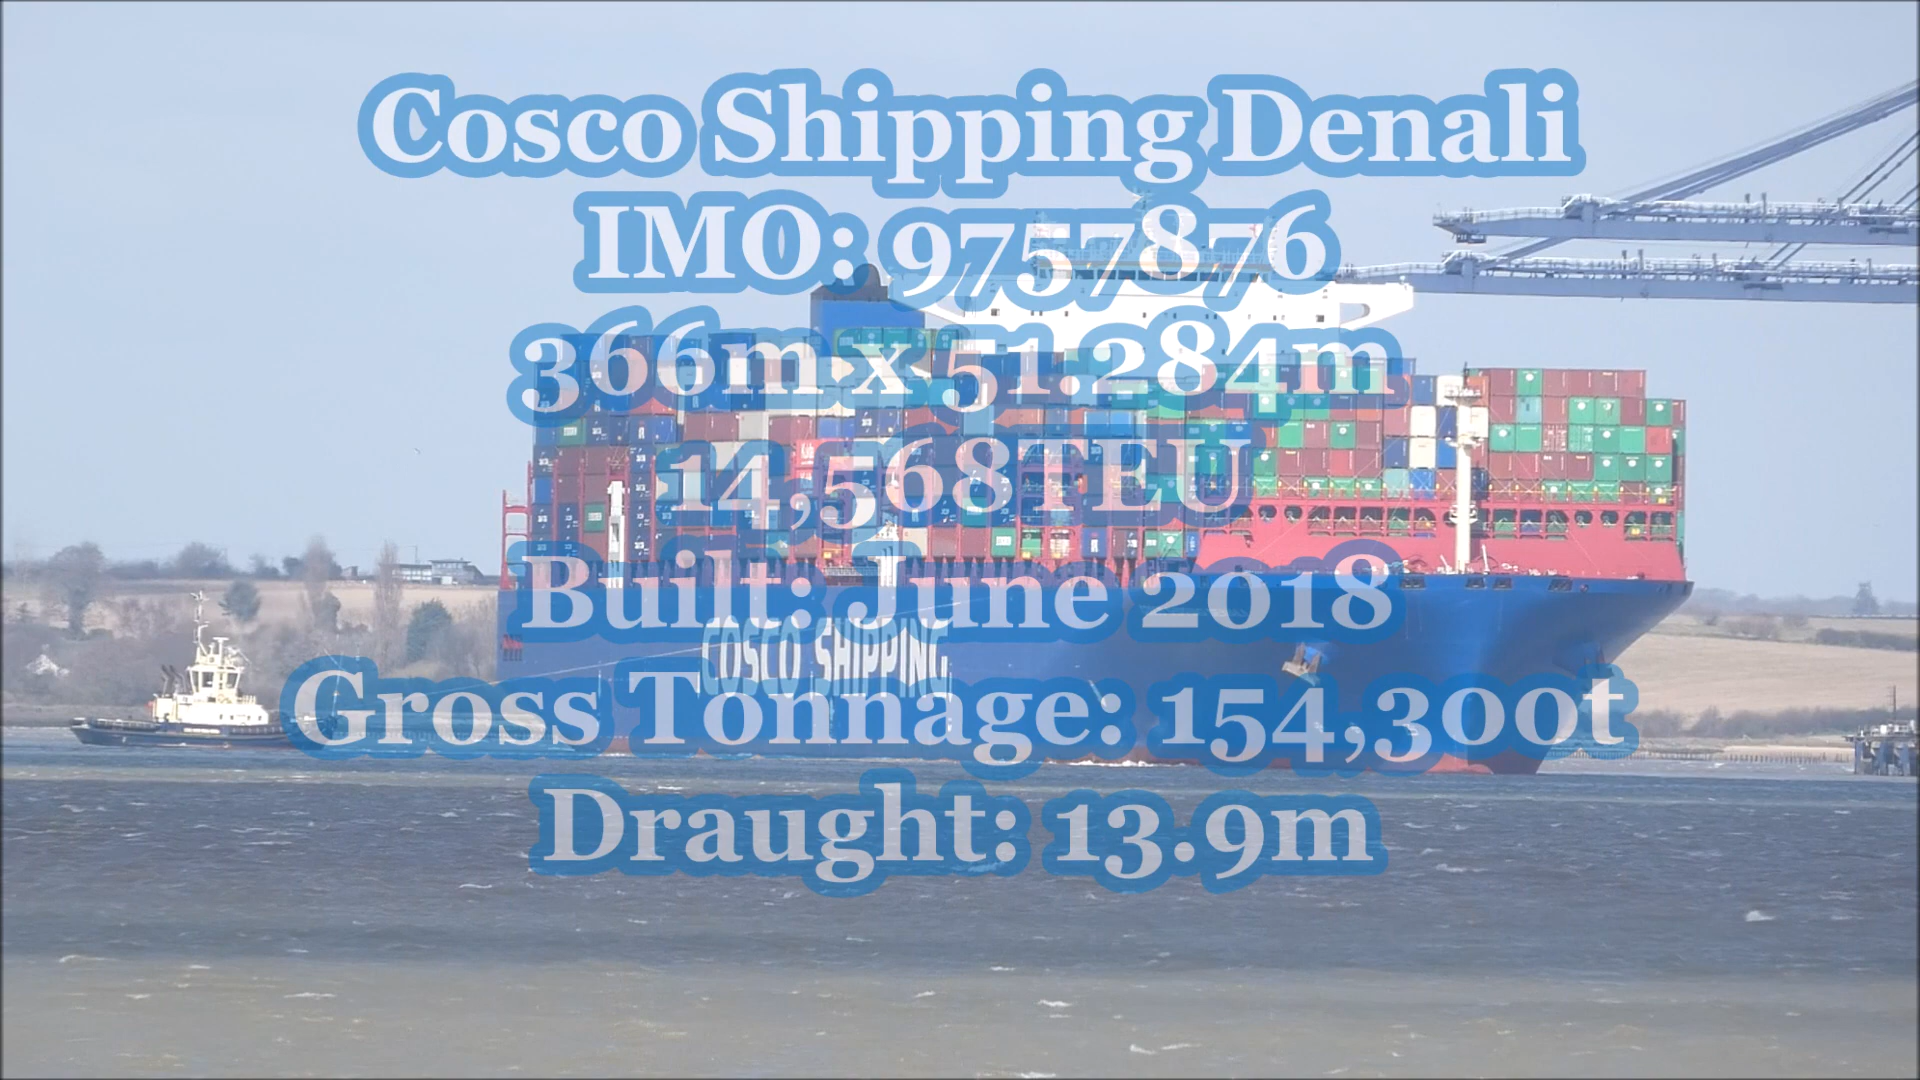 Cosco Shipping Denali
IMO: 9757876
366m x 51.284m
14,568TEU
Built: June 2018
COSCO SHIPPING
Gross Tonnage: 154,300t
Draught: 13.9m